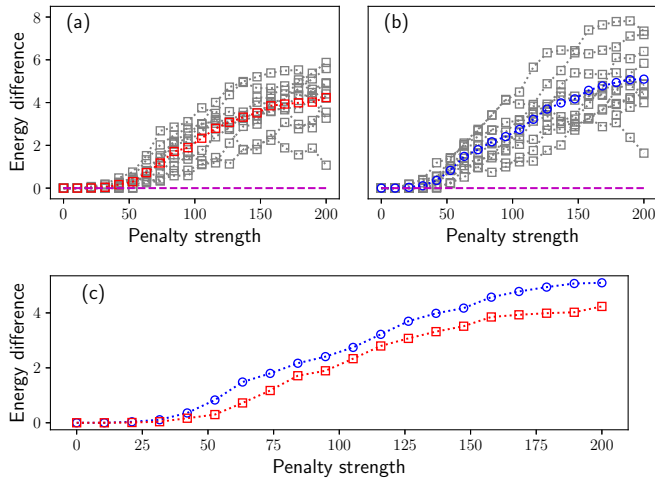 (a)
(b)
Energy difference
8
6
4
2
0
0 50 100 150 200
0 50 100 150 200
Penalty strength
Penalty strength
(c)
Energy difference
4
2
0
0 25 50 75 100 125 150 175 200
Penalty strength